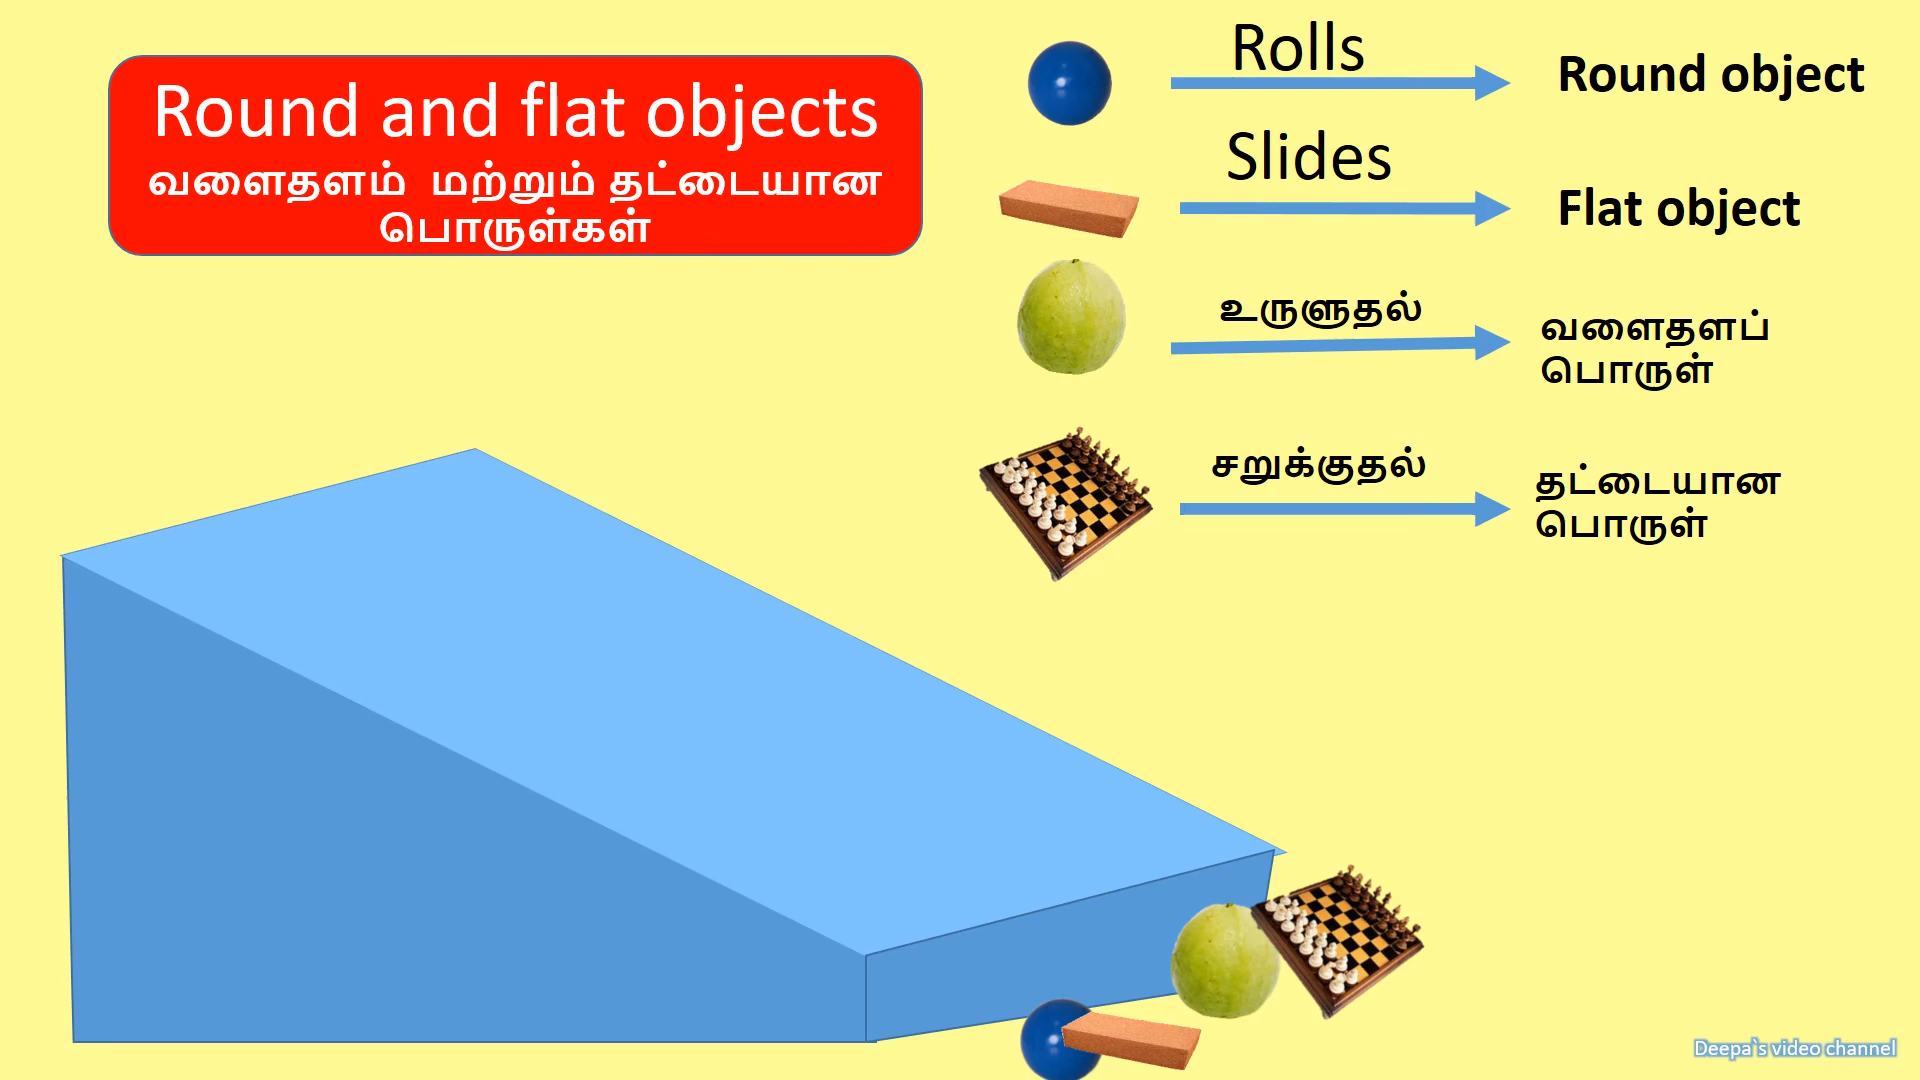 Round and flat objects
வளைதளம் மற்றும் தட்டையான
பொருள்கள்
Rolls
Round object
Slides
Flat object
உருளுதல்
வளைதளப்
பொருள்
சறுக்குதல்
தட்டையான
பொருள்
Deepa`s video channel